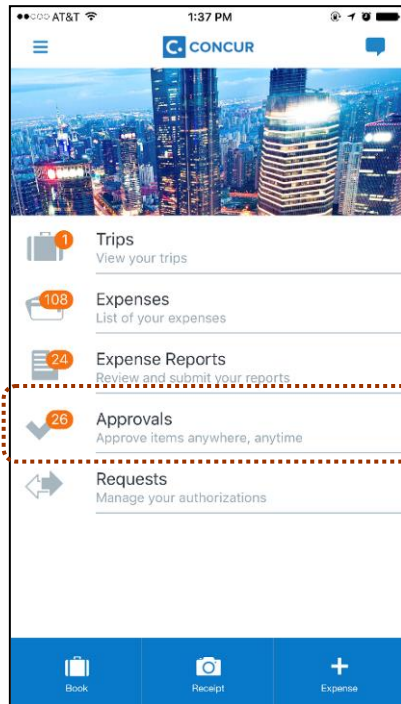 AT&T 1:37 PM
C. CONCUR
1 Trips
View your trips
108 Expenses
List of your expenses
24 Expense Reports
Review and submit your reports
26 Approvals
Approve items anywhere, anytime
Requests
Manage your authorizations
Book Receipt Expense